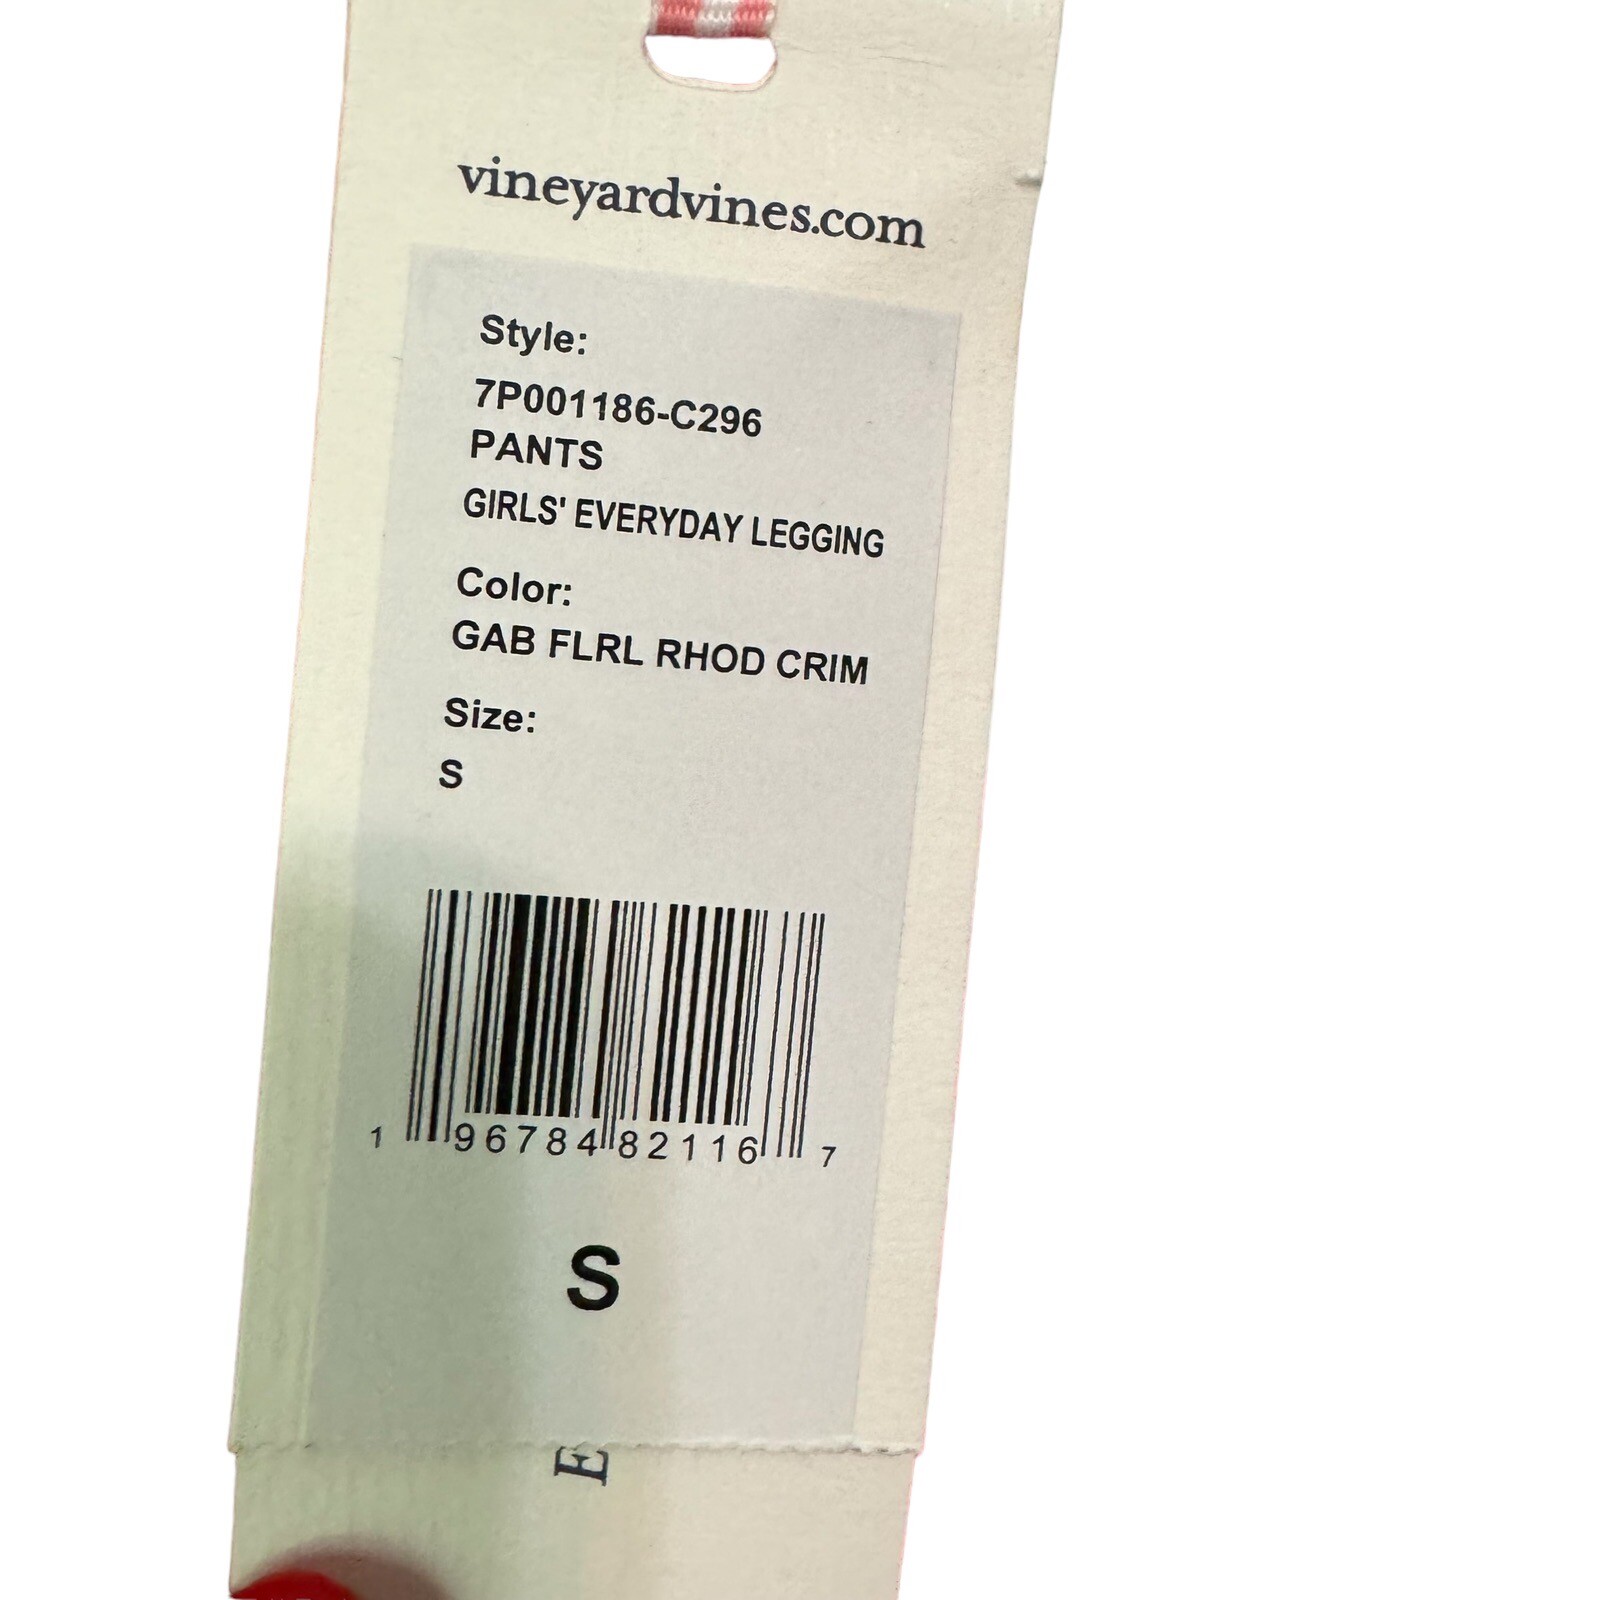 vineyardvines.com
Style:
7P001186-C296
PANTS
GIRLS' EVERYDAY LEGGING
Color:
GAB FLRL RHOD CRIM
Size:
S
1 96784 82116 7
S
E